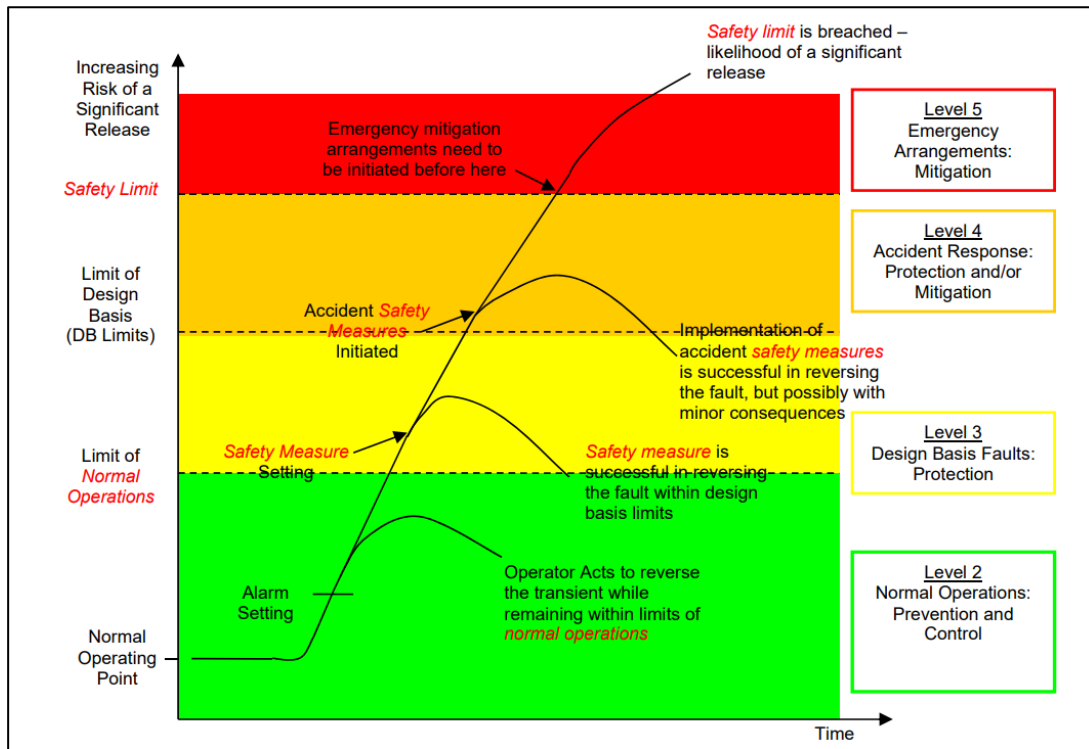 Safety limit is breached –
likelihood of a significant
release
Increasing
Risk of a
Significant
Release
Level 5
Emergency
Arrangements:
Mitigation
Emergency mitigation
arrangements need to
be initiated before here
Safety Limit
Level 4
Accident Response:
Protection and/or
Mitigation
Limit of
Design
Basis
(DB Limits)
Accident Safety
Measures
Initiated
Implementation of
accident safety measures
is successful in reversing
the fault, but possibly with
minor consequences
Level 3
Design Basis Faults:
Protection
Safety Measure
Setting
Limit of
Normal
Operations
Safety measure is
successful in reversing
the fault within design
basis limits
Level 2
Normal Operations:
Prevention and
Control
Operator Acts to reverse
the transient while
remaining within limits of
normal operations
Alarm
Setting
Normal
Operating
Point
Time